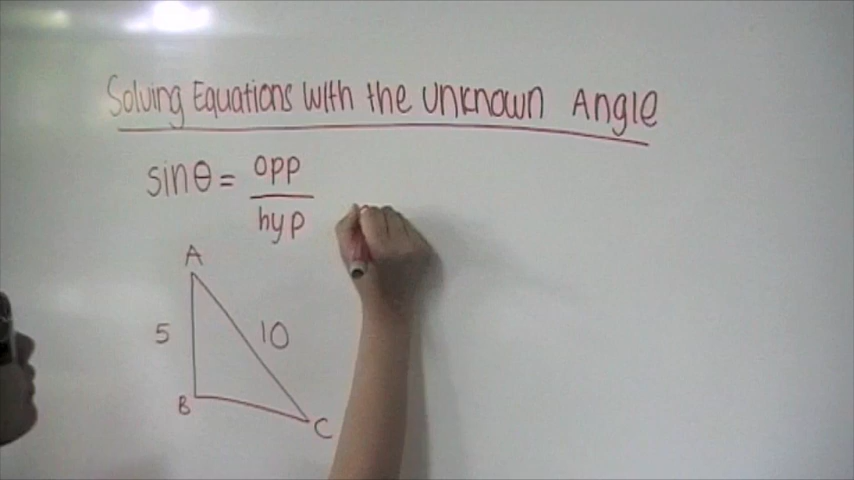 Solving Equations with the Unknown Angle
sinθ = opp
hyp
A
5 10
B
C